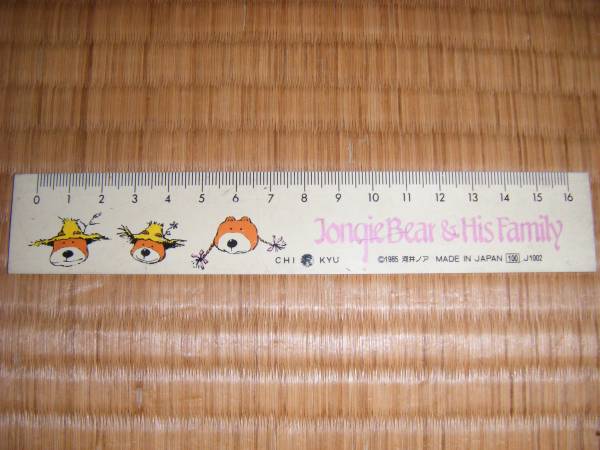 0 1 2 3 4 5 6 7 8 9 10 11 12 13 14 15 16
Jongie Bear & His Family
CHI KYU ©1985 河井ノア MADE IN JAPAN 100 J1002